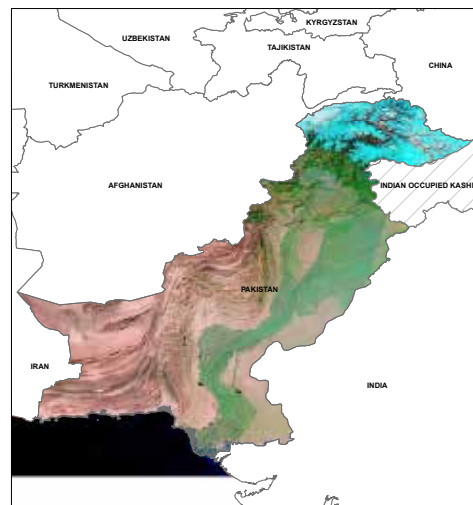 KYRGYZSTAN
UZBEKISTAN
TAJIKISTAN
CHINA
TURKMENISTAN
AFGHANISTAN
INDIAN OCCUPIED KASH
PAKISTAN
IRAN
INDIA